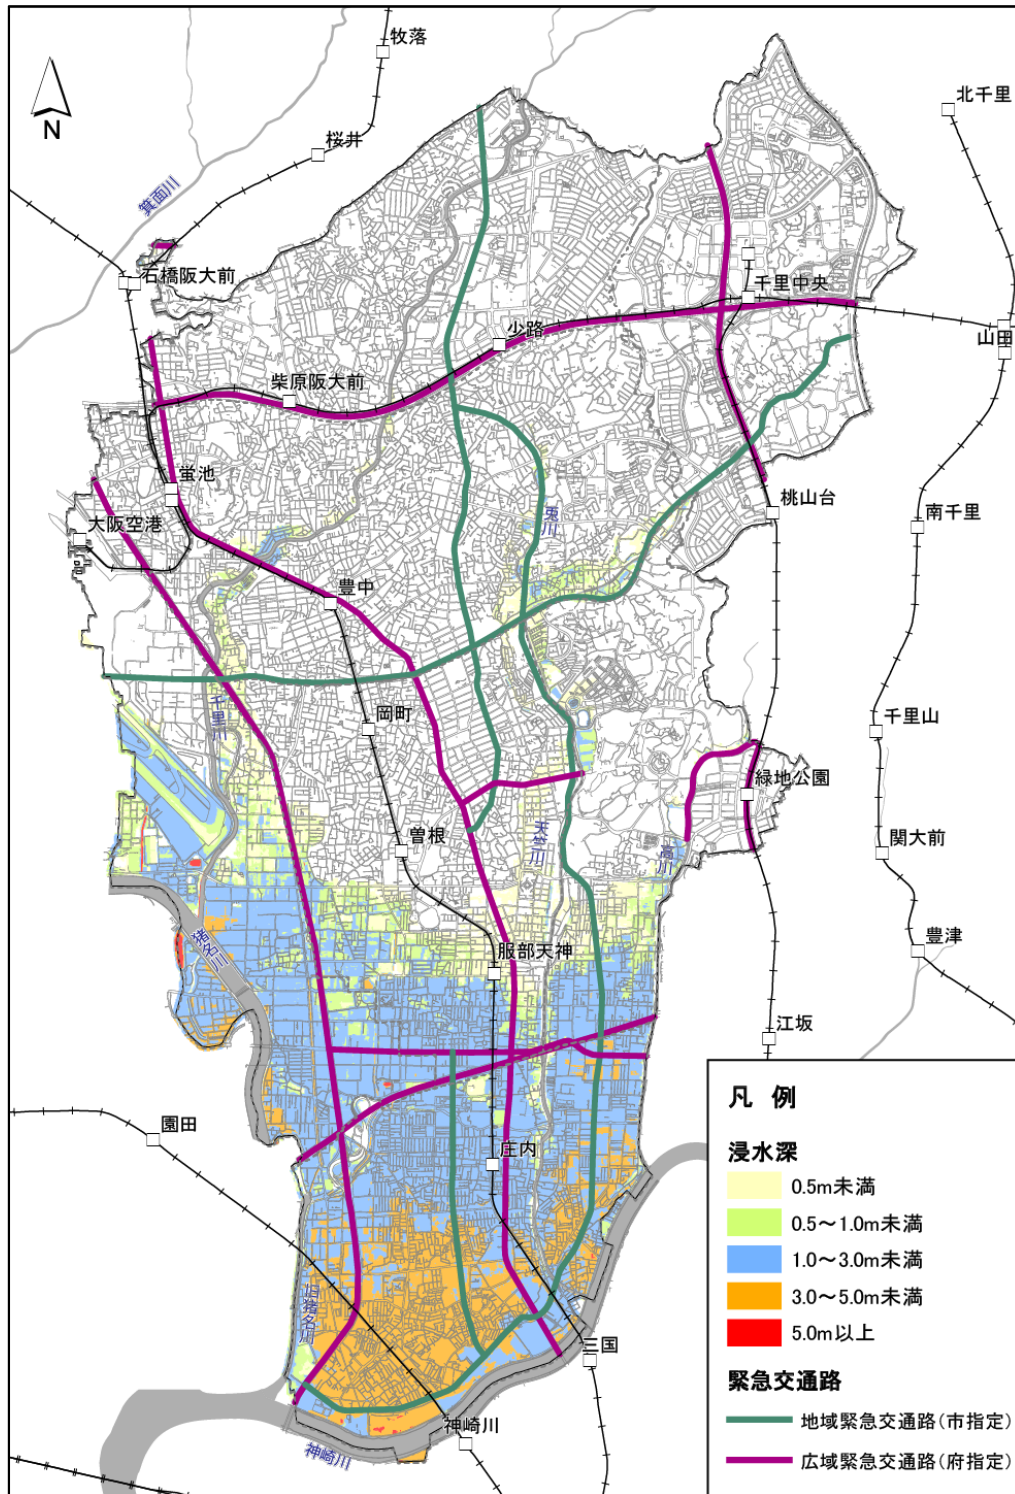 牧落
北千里
N
桜井
箕面川
石橋阪大前
千里中央
少路
山田
柴原阪大前
蛍池
桃山台
大阪空港
兎川
南千里
豊中
千里川
岡町
千里山
緑地公園
曽根
天竺川
高川
関大前
猪名川
服部天神
豊津
江坂
園田
庄内
旧猪名川
三国
神崎川
神崎川
凡 例
浸水深
0.5m未満
0.5～1.0m未満
1.0～3.0m未満
3.0～5.0m未満
5.0m以上
緊急交通路
地域緊急交通路(市指定)
広域緊急交通路(府指定)